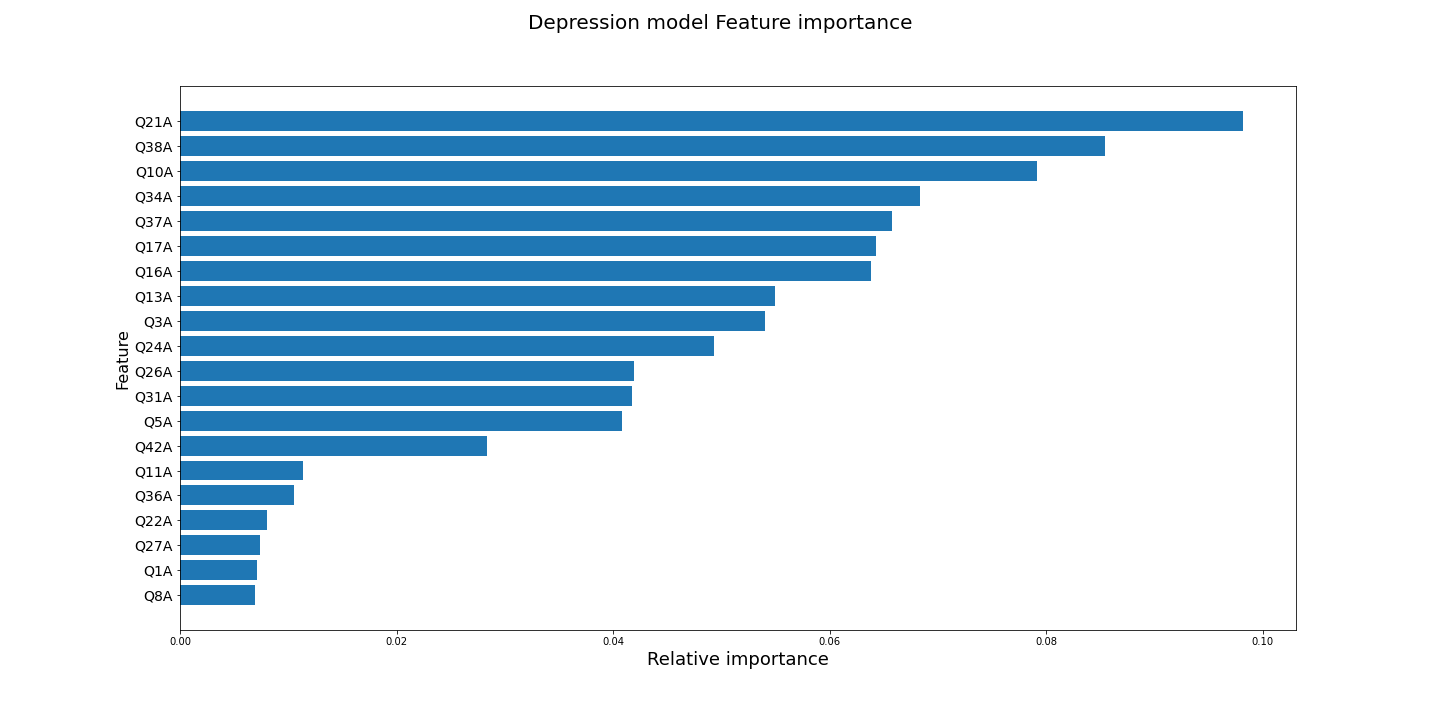 Depression model Feature importance
Q21A
Q38A
Q10A
Q34A
Q37A
Q17A
Q16A
Q13A
Q3A
Q24A
Q26A
Q31A
Q5A
Q42A
Q11A
Q36A
Q22A
Q27A
Q1A
Q8A
Feature
0.00 0.02 0.04 0.06 0.08 0.10
Relative importance